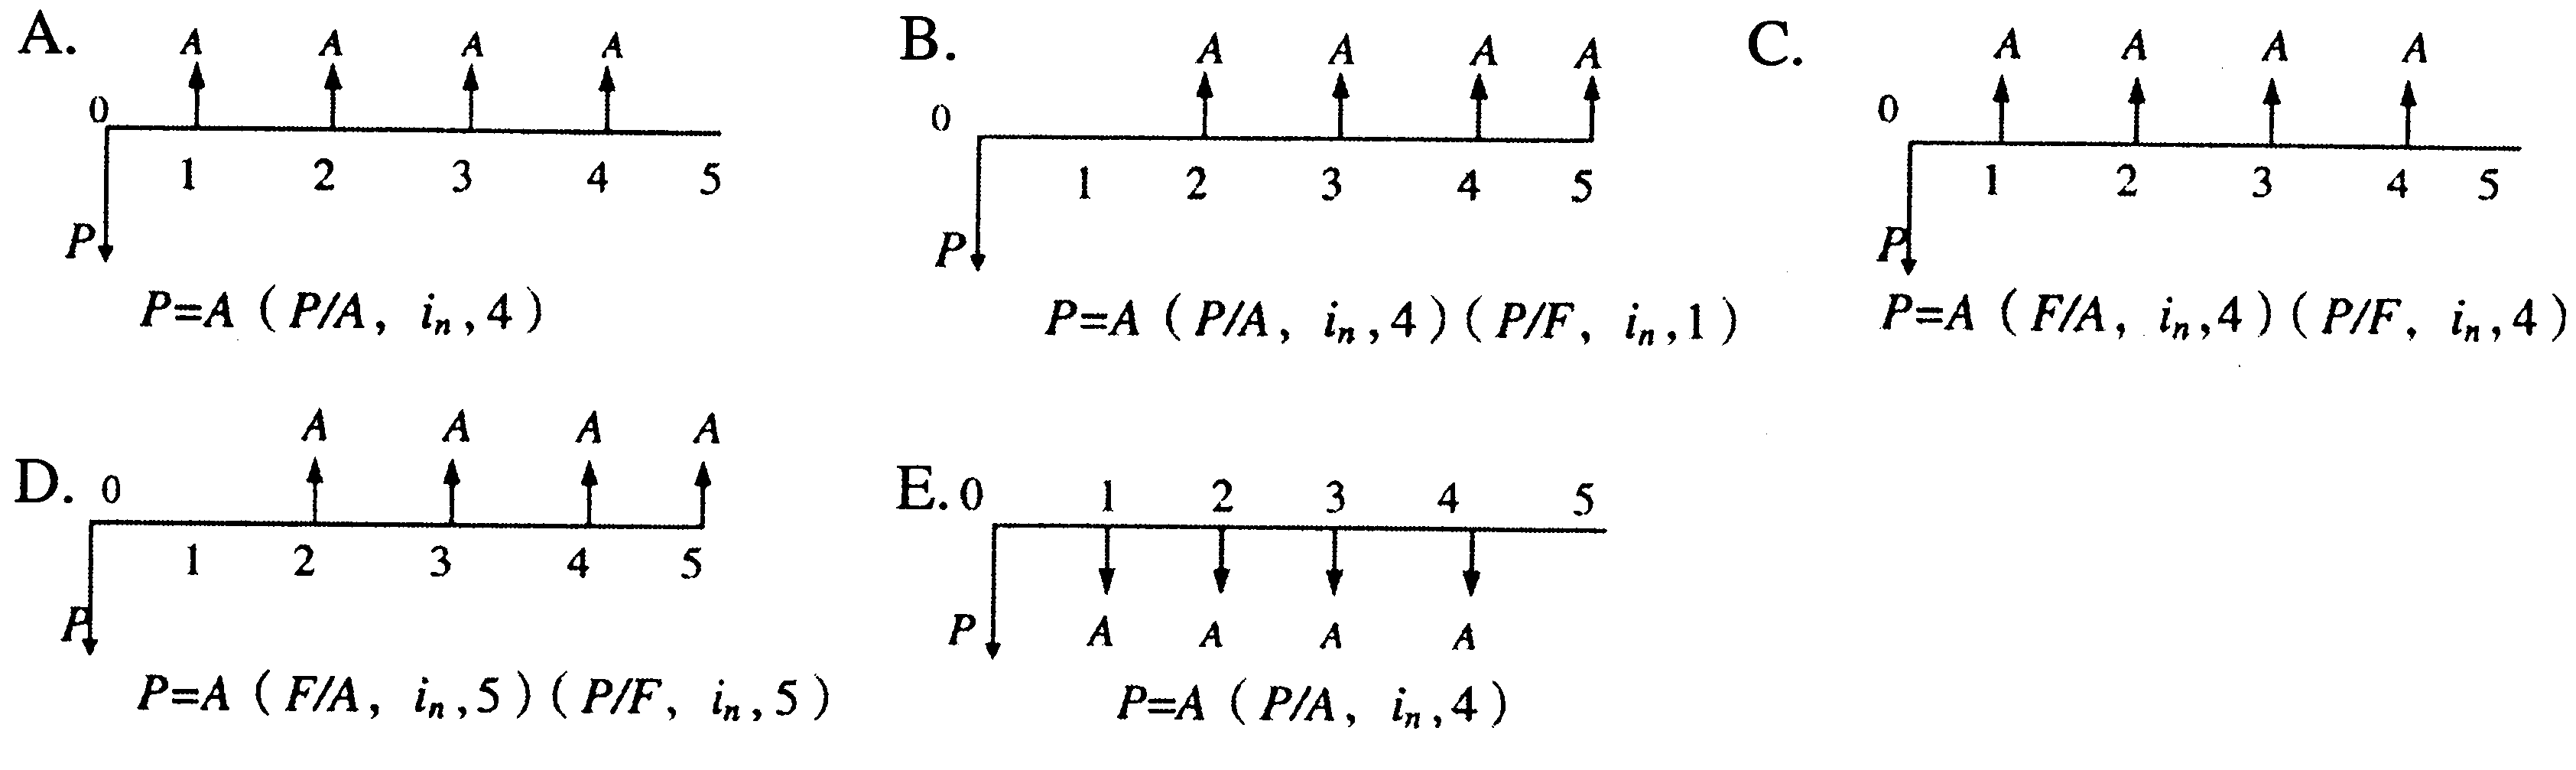 A.
A A A A
0
1 2 3 4 5
P
P=A（P/A, iₙ,4）
B.
A A A A
0
1 2 3 4 5
P
P=A（P/A, iₙ,4）（P/F, iₙ,1）
C.
A A A A
0
1 2 3 4 5
P
P=A（F/A, iₙ,4）（P/F, iₙ,4）
D.
A A A A
0
1 2 3 4 5
P
P=A（F/A, iₙ,5）（P/F, iₙ,5）
E.
0 1 2 3 4 5
P
A A A A
P=A（P/A, iₙ,4）